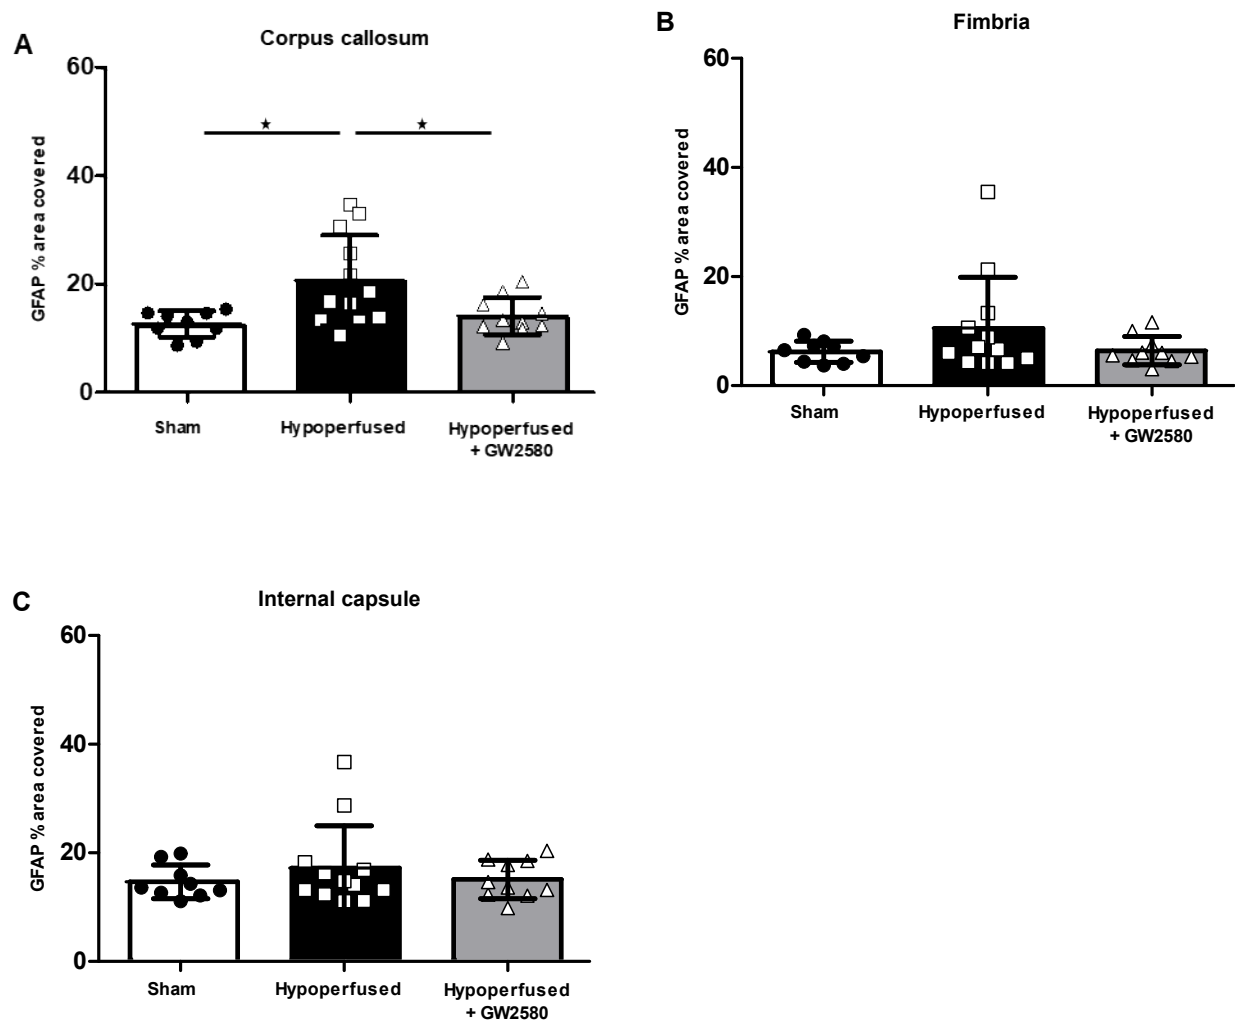 A
Corpus callosum
60
40
20
0
GFAP % area covered
★
★
Sham
Hypoperfused
Hypoperfused
+ GW2580
B
Fimbria
60
40
20
0
GFAP % area covered
Sham
Hypoperfused
Hypoperfused
+ GW2580
C
Internal capsule
60
40
20
0
GFAP % area covered
Sham
Hypoperfused
Hypoperfused
+ GW2580